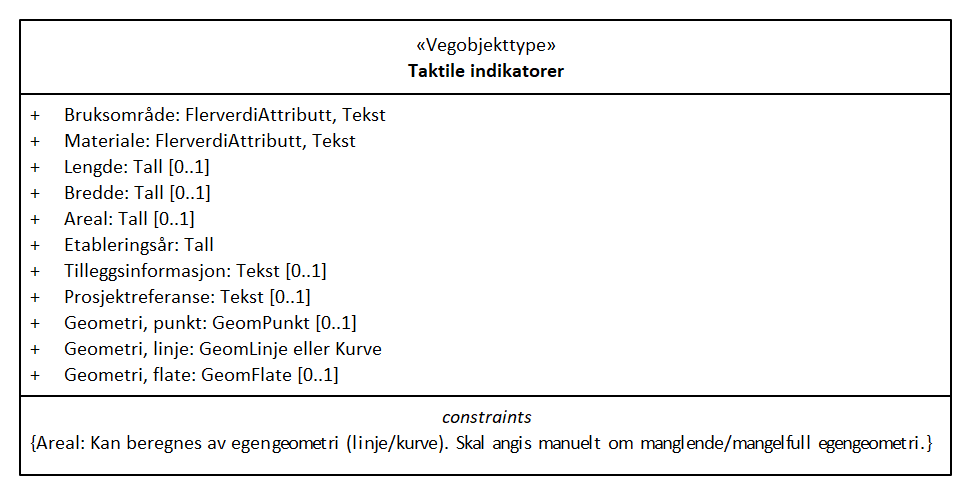 «Vegobjekttype»
Taktile indikatorer
+ Bruksområde: FlerverdiAttributt, Tekst
+ Materiale: FlerverdiAttributt, Tekst
+ Lengde: Tall [0..1]
+ Bredde: Tall [0..1]
+ Areal: Tall [0..1]
+ Etableringsår: Tall
+ Tilleggsinformasjon: Tekst [0..1]
+ Prosjektreferanse: Tekst [0..1]
+ Geometri, punkt: GeomPunkt [0..1]
+ Geometri, linje: GeomLinje eller Kurve
+ Geometri, flate: GeomFlate [0..1]
constraints
{Areal: Kan beregnes av egengeometri (linje/kurve). Skal angis manuelt om manglende/mangelfull egengeometri.}